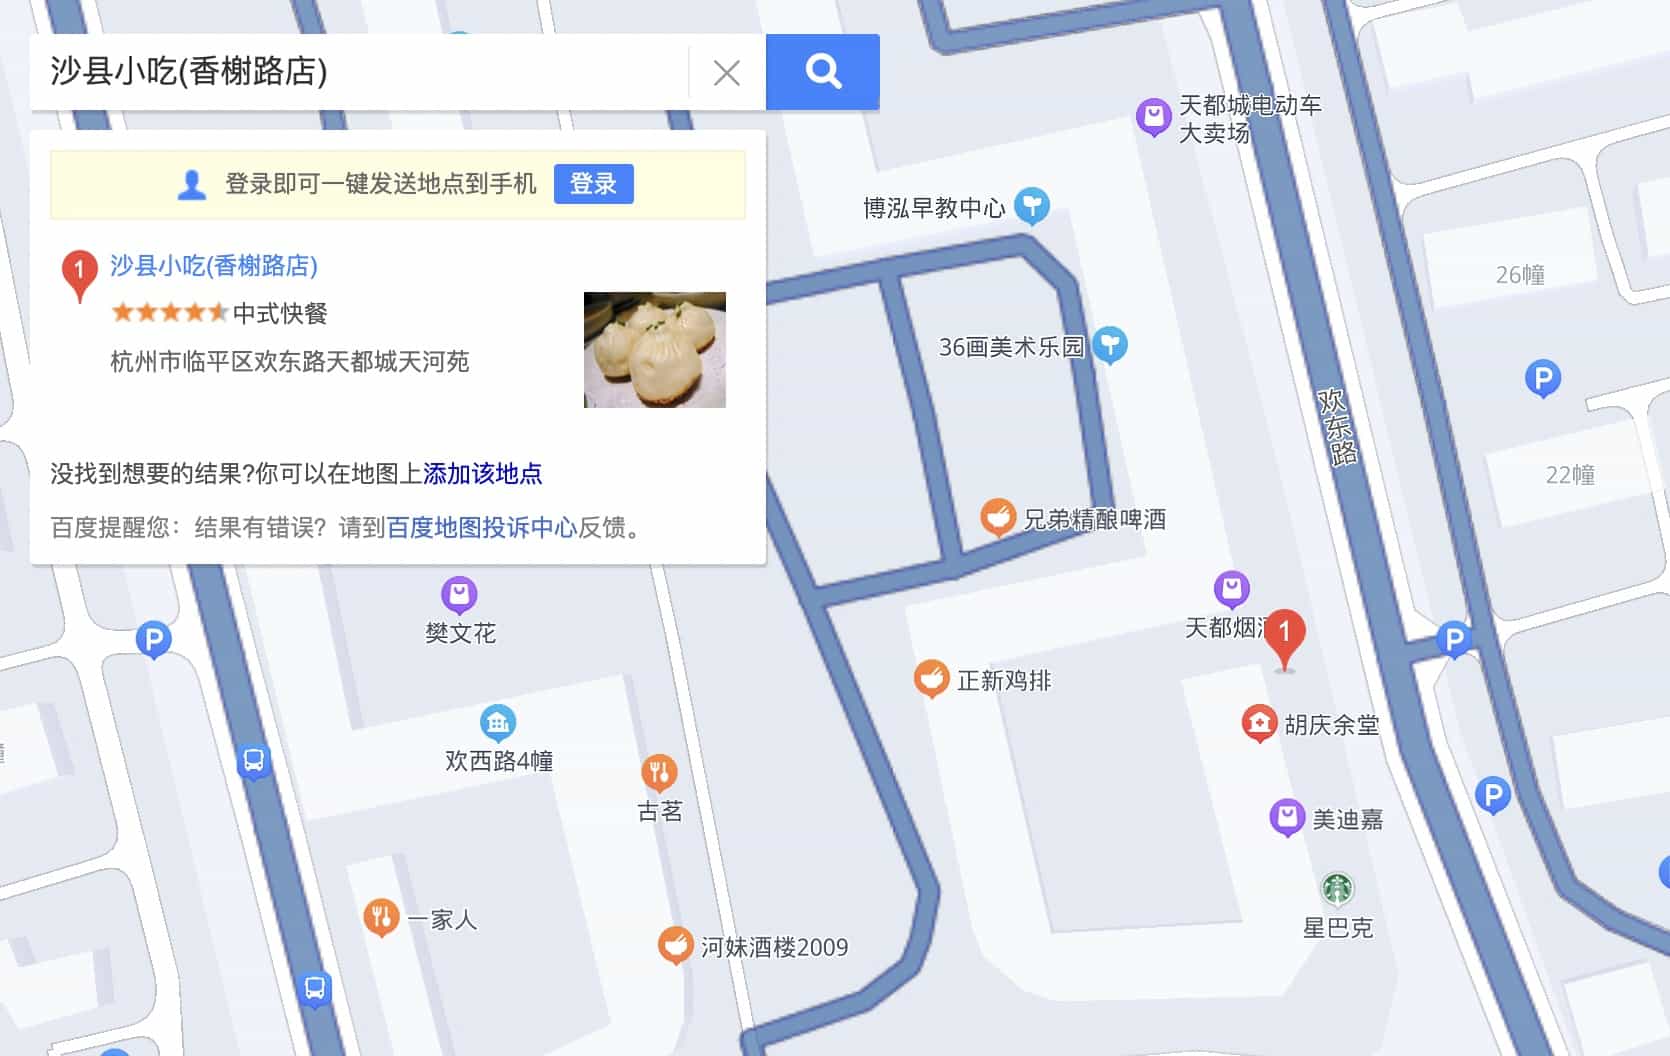 沙县小吃(香榭路店)
登录即可一键发送地点到手机 登录
1
沙县小吃(香榭路店)
中式快餐
杭州市临平区欢东路天都城天河苑
没找到想要的结果?你可以在地图上添加该地点
百度提醒您：结果有错误？请到百度地图投诉中心反馈。
天都城电动车
大卖场
博泓早教中心
26幢
36画美术乐园
P
欢东路
22幢
兄弟精酿啤酒
樊文花
天都烟酒
1
P
P
正新鸡排
胡庆余堂
欢西路4幢
古茗
P
美迪嘉
星巴克
一家人
河妹酒楼2009